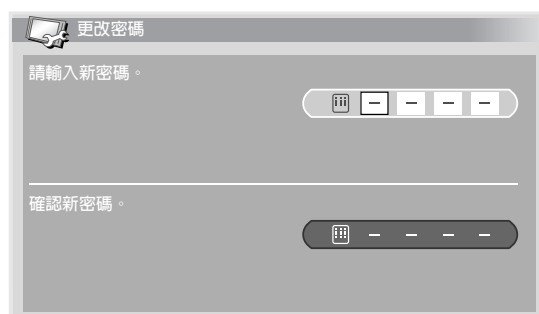 更改密碼
請輸入新密碼。
– – – –
確認新密碼。
– – – –